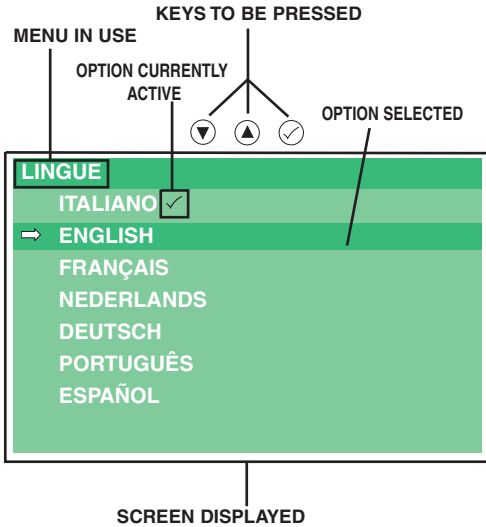 KEYS TO BE PRESSED
MENU IN USE
OPTION CURRENTLY
ACTIVE
OPTION SELECTED
LINGUE
ITALIANO
ENGLISH
FRANÇAIS
NEDERLANDS
DEUTSCH
PORTUGUÊS
ESPAÑOL
SCREEN DISPLAYED